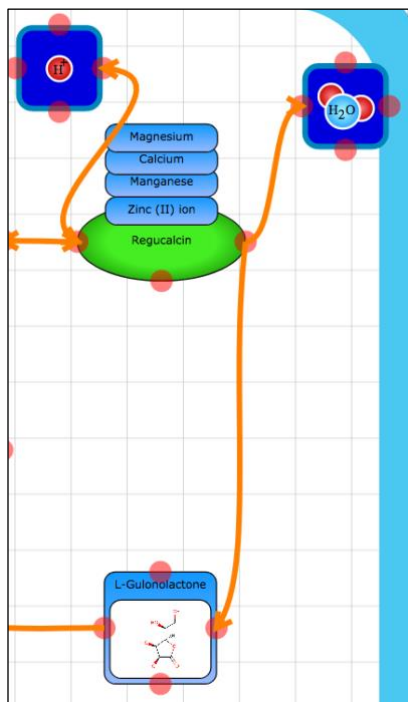 H+
H2O
Magnesium
Calcium
Manganese
Zinc (II) ion
Regucalcin
L-Gulonolactone